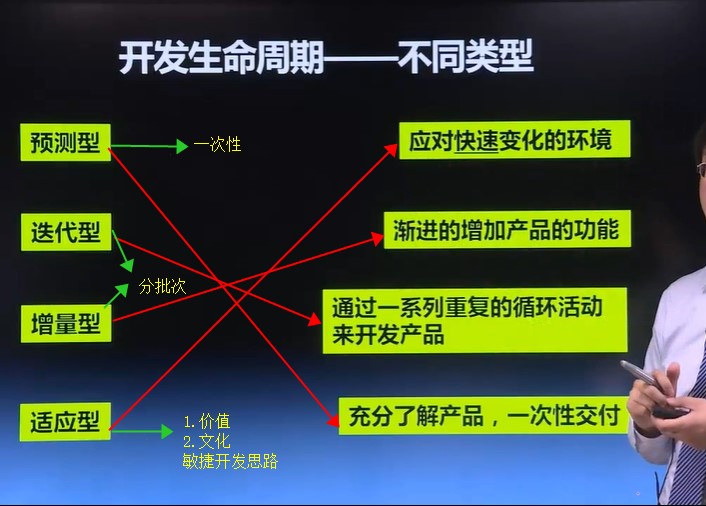 开发生命周期——不同类型
预测型
一次性
应对快速变化的环境
迭代型
渐进的增加产品的功能
分批次
增量型
通过一系列重复的循环活动
来开发产品
适应型
1.价值
2.文化
敏捷开发思路
充分了解产品，一次性交付